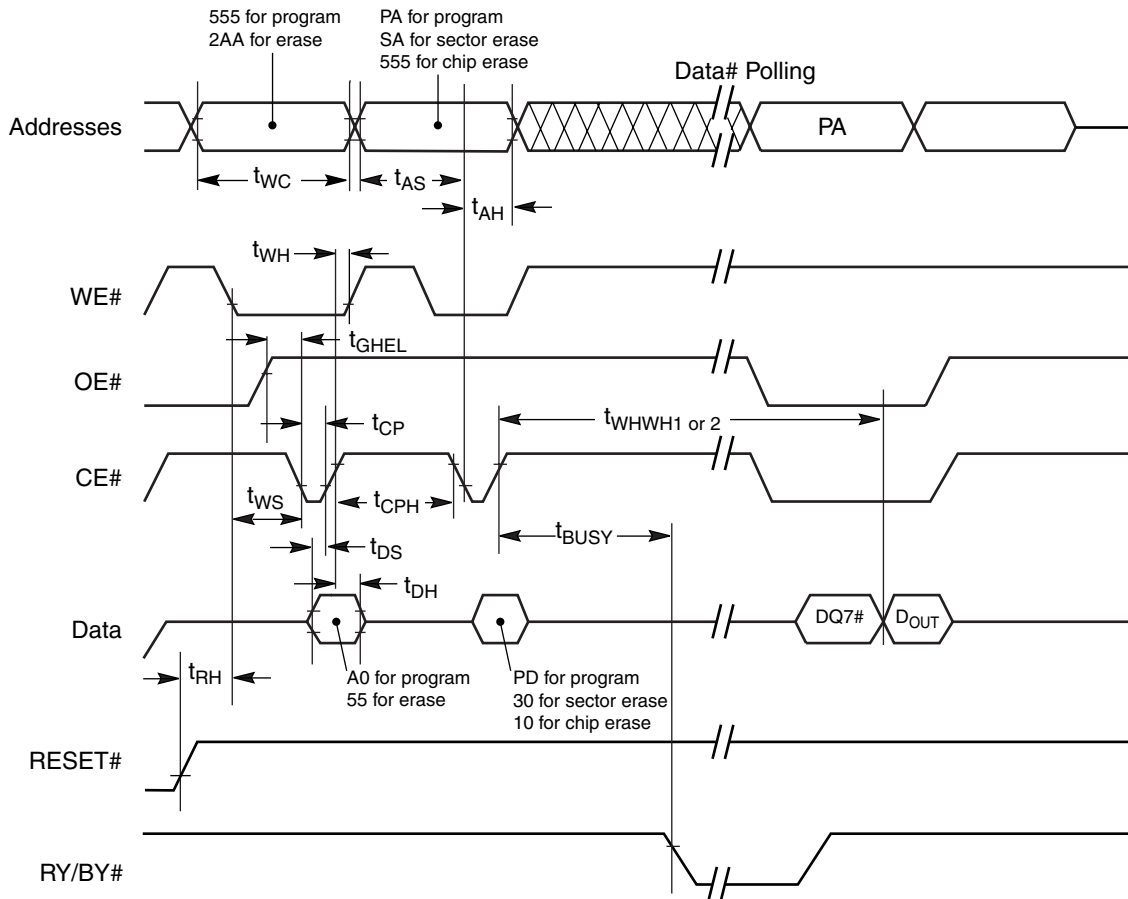 555 for program
2AA for erase
PA for program
SA for sector erase
555 for chip erase
Data# Polling
Addresses
PA
tWC
tAS
tAH
tWH
WE#
tGHEL
OE#
tWHWH1 or 2
tCP
CE#
tWS
tCPH
tBUSY
tDS
tDH
Data
DQ7#
DOUT
tRH
A0 for program
55 for erase
PD for program
30 for sector erase
10 for chip erase
RESET#
RY/BY#